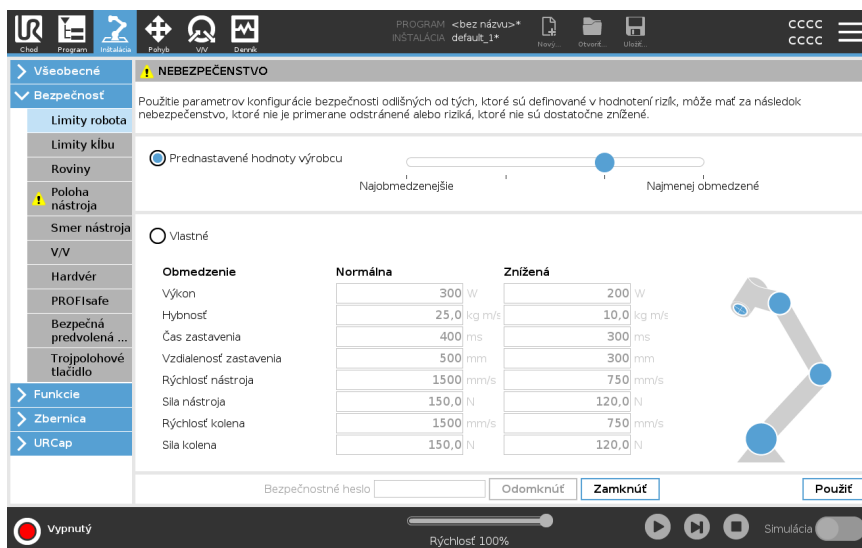 PROGRAM <bez názvu>*
INŠTALÁCIA default_1*
CCCC
CCCC
Chod Program Inštalácia Pohyb V/V Denník Nový... Otvoriť... Uložiť...
Všeobecné
Bezpečnosť
Limity robota
Limity kĺbu
Roviny
Poloha
nástroja
Smer nástroja
V/V
Hardvér
PROFIsafe
Bezpečná
predvolená ...
Trojpolohové
tlačidlo
Funkcie
Zbernica
URCap
NEBEZPEČENSTVO
Použitie parametrov konfigurácie bezpečnosti odlišných od tých, ktoré sú definované v hodnotení rizík, môže mať za následok
nebezpečenstvo, ktoré nie je primerane odstránené alebo riziká, ktoré nie sú dostatočne znížené.
Prednastavené hodnoty výrobcu
Najobmedzenejšie Najmenej obmedzené
Vlastné
Obmedzenie Normálna Znížená
Výkon 300 W 200 W
Hybnosť 25,0 kg m/s 10,0 kg m/s
Čas zastavenia 400 ms 300 ms
Vzdialenosť zastavenia 500 mm 300 mm
Rýchlosť nástroja 1500 mm/s 750 mm/s
Sila nástroja 150,0 N 120,0 N
Rýchlosť kolena 1500 mm/s 750 mm/s
Sila kolena 150,0 N 120,0 N
Bezpečnostné heslo Odomknúť Zamknúť Použiť
Vypnutý
Rýchlosť 100%
Simulácia